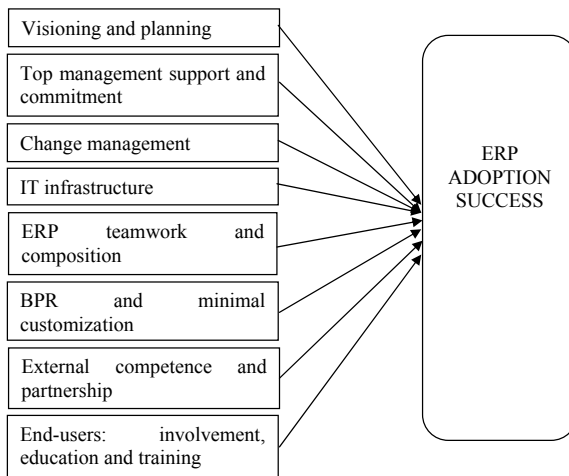 Visioning and planning
Top management support and
commitment
Change management
IT infrastructure
ERP teamwork and
composition
BPR and minimal
customization
External competence and
partnership
End-users: involvement,
education and training
ERP
ADOPTION
SUCCESS